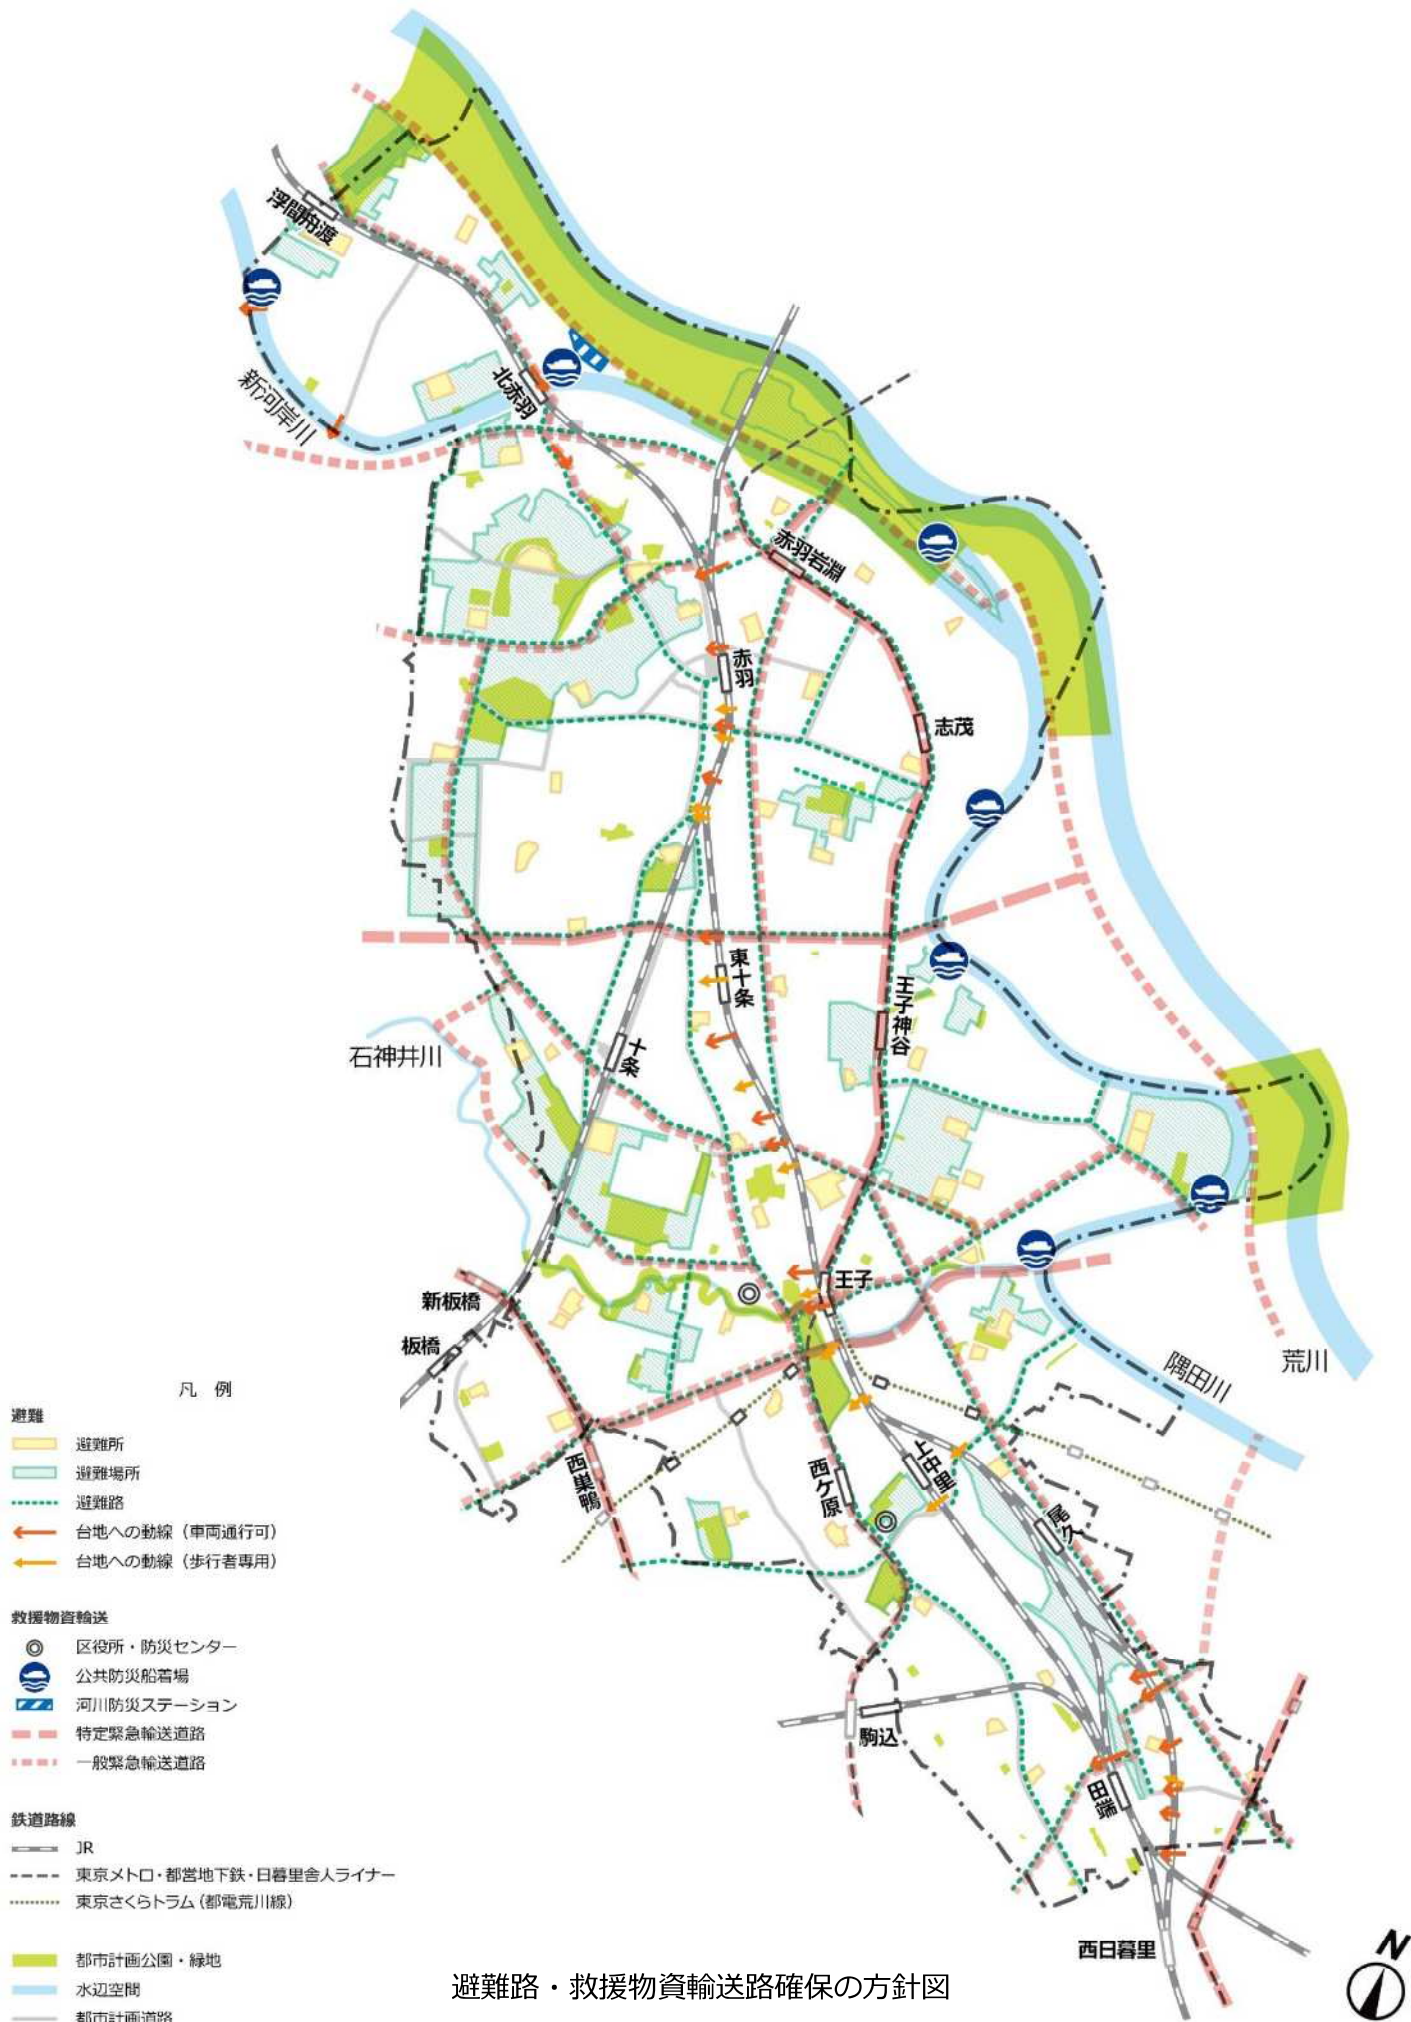 浮間舟渡
新河岸川
北赤羽
赤羽岩淵
赤羽
志茂
東十条
王子神谷
石神井川
十条
王子
新板橋
板橋
隅田川
荒川
西巣鴨
西ケ原
上中里
尾久
駒込
田端
西日暮里
凡 例
避難
避難所
避難場所
避難路
台地への動線（車両通行可）
台地への動線（歩行者専用）
救援物資輸送
区役所・防災センター
公共防災船着場
河川防災ステーション
特定緊急輸送道路
一般緊急輸送道路
鉄道路線
JR
東京メトロ・都営地下鉄・日暮里舎人ライナー
東京さくらトラム（都電荒川線）
都市計画公園・緑地
水辺空間
都市計画道路
避難路・救援物資輸送路確保の方針図
N